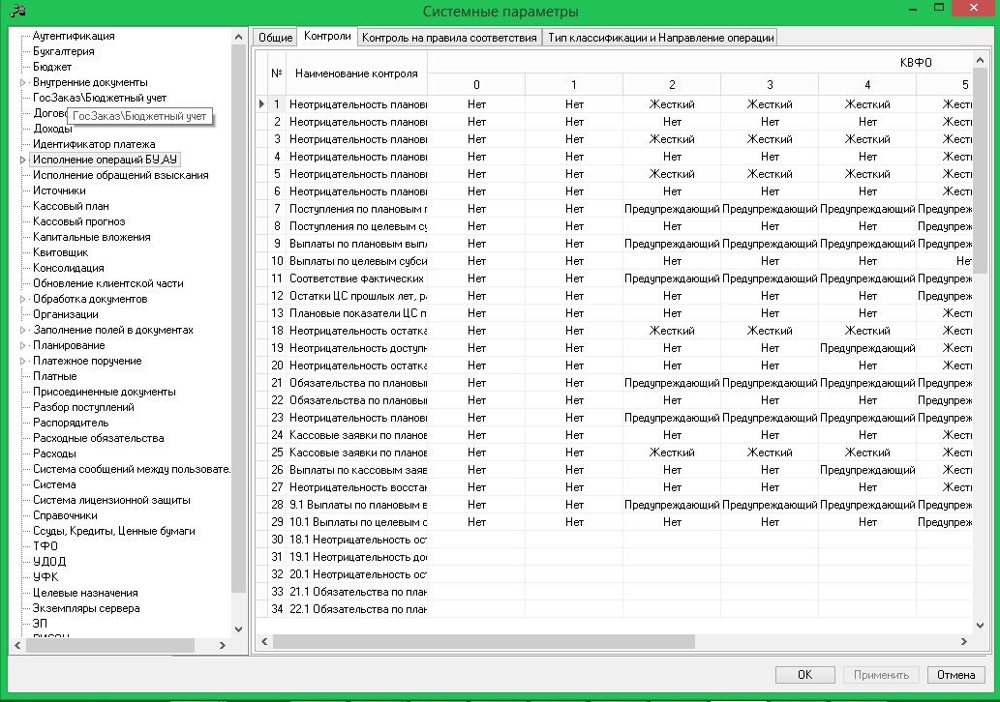 Системные параметры
Аутентификация
Бухгалтерия
Бюджет
Внутренние документы
ГосЗаказ\Бюджетный учет
ГосЗаказ\Бюджетный учет
Доходы
Идентификатор платежа
Исполнение операций БУ,АУ
Исполнение обращений взыскания
Источники
Кассовый план
Кассовый прогноз
Капитальные вложения
Квитовщик
Консолидация
Обновление клиентской части
Обработка документов
Организации
Заполнение полей в документах
Планирование
Платежное поручение
Платные
Присоединенные документы
Разбор поступлений
Распорядитель
Расходные обязательства
Расходы
Система сообщений между пользовате.
Система
Система лицензионной защиты
Справочники
Ссуды, Кредиты, Ценные бумаги
ТФО
УДОД
УФК
Целевые назначения
Экземпляры сервера
ЭП
Общие Контроли Контроль на правила соответствия Тип классификации и Направление операции
№ Наименование контроля КВФО
0 1 2 3 4 5
1 Неотрицательность планови Нет Нет Жесткий Жесткий Жесткий Жестк
2 Неотрицательность планови Нет Нет Нет Нет Нет Жестк
3 Неотрицательность планови Нет Нет Жесткий Жесткий Жесткий Жестк
4 Неотрицательность планови Нет Нет Нет Нет Нет Жестк
5 Неотрицательность планови Нет Нет Жесткий Жесткий Жесткий Жестк
6 Неотрицательность планови Нет Нет Нет Нет Нет Жестк
7 Поступления по плановым г Нет Нет Предупреждающий Предупреждающий Предупреждающий Предупреж
8 Поступления по целевым су Нет Нет Нет Нет Нет Предупреж
9 Выплаты по плановым выпл Нет Нет Предупреждающий Предупреждающий Предупреждающий Предупреж
10 Выплаты по целевым субси Нет Нет Нет Нет Нет Нет
11 Соответствие фактических Нет Нет Предупреждающий Предупреждающий Предупреждающий Предупреж
12 Остатки ЦС прошлых лет, р Нет Нет Нет Нет Нет Предупреж
13 Плановые показатели ЦС п Нет Нет Нет Нет Нет Жестк
18 Неотрицательность остатка Нет Нет Жесткий Жесткий Жесткий Жестк
19 Неотрицательность доступн Нет Нет Нет Нет Предупреждающий Жестк
20 Неотрицательность остатка Нет Нет Нет Нет Нет Жестк
21 Обязательства по плановы Нет Нет Предупреждающий Предупреждающий Предупреждающий Предупреж
22 Обязательства по плановы Нет Нет Нет Нет Нет Предупреж
23 Неотрицательность планови Нет Нет Предупреждающий Предупреждающий Предупреждающий Предупреж
24 Кассовые заявки по планов Нет Нет Нет Нет Нет Жестк
25 Кассовые заявки по планов Нет Нет Жесткий Жесткий Жесткий Жестк
26 Выплаты по кассовым заяв Нет Нет Нет Нет Предупреждающий Жестк
27 Неотрицательность восстан Нет Нет Нет Нет Нет Жестк
28 9.1 Выплаты по плановым в Нет Нет Предупреждающий Предупреждающий Предупреждающий Предупреж
29 10.1 Выплаты по целевым с Нет Нет Нет Нет Нет Предупреж
30 18.1 Неотрицательность ост
31 19.1 Неотрицательность дос
32 20.1 Неотрицательность ост
33 21.1 Обязательства по план
34 22.1 Обязательства по план
OK Применить Отмена